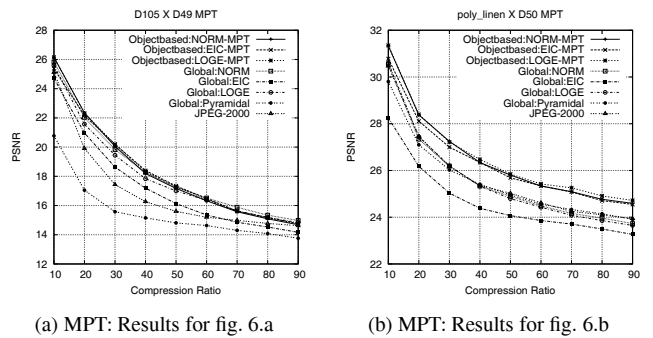 D105 X D49 MPT
PSNR
28
26
24
22
20
18
16
14
12
10 20 30 40 50 60 70 80 90
Compression Ratio
Objectbased:NORM-MPT
Objectbased:EIC-MPT
Objectbased:LOGE-MPT
Global:NORM
Global:EIC
Global:LOGE
Global:Pyramidal
JPEG-2000
(a) MPT: Results for fig. 6.a
poly_linen X D50 MPT
PSNR
32
30
28
26
24
22
10 20 30 40 50 60 70 80 90
Compression Ratio
Objectbased:NORM-MPT
Objectbased:EIC-MPT
Objectbased:LOGE-MPT
Global:NORM
Global:EIC
Global:LOGE
Global:Pyramidal
JPEG-2000
(b) MPT: Results for fig. 6.b